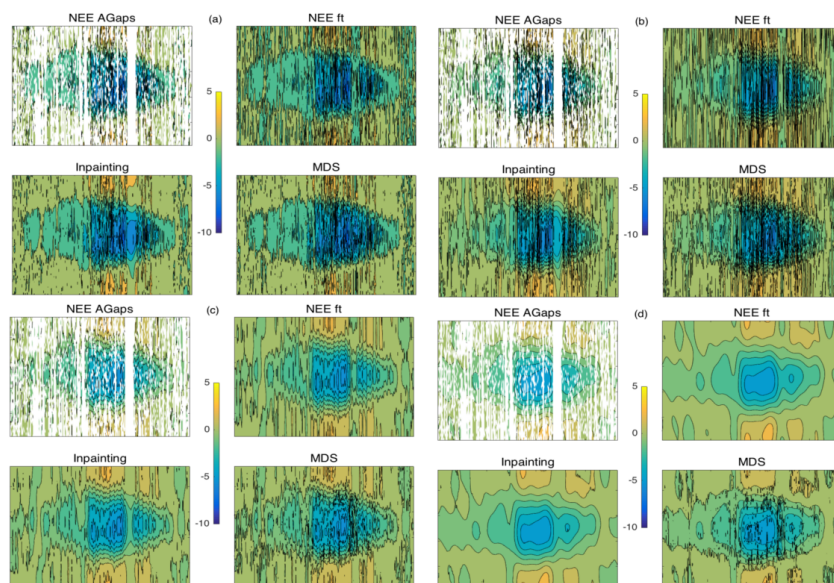 NEE AGaps (a) NEE ft
5
0
-5
-10
Inpainting MDS
NEE AGaps (b) NEE ft
5
0
-5
-10
Inpainting MDS
NEE AGaps (c) NEE ft
5
0
-5
-10
Inpainting MDS
NEE AGaps (d) NEE ft
5
0
-5
-10
Inpainting MDS